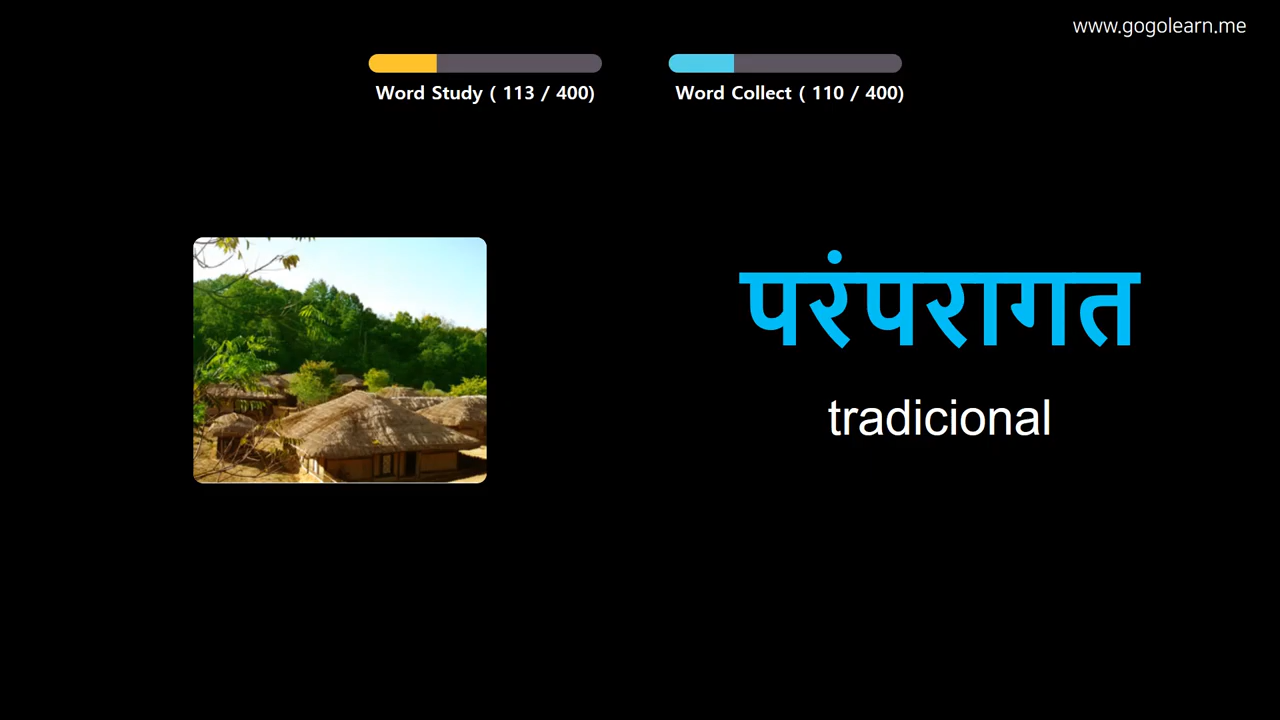 www.gogolearn.me
Word Study ( 113 / 400)
Word Collect ( 110 / 400)
परंपरागत
tradicional